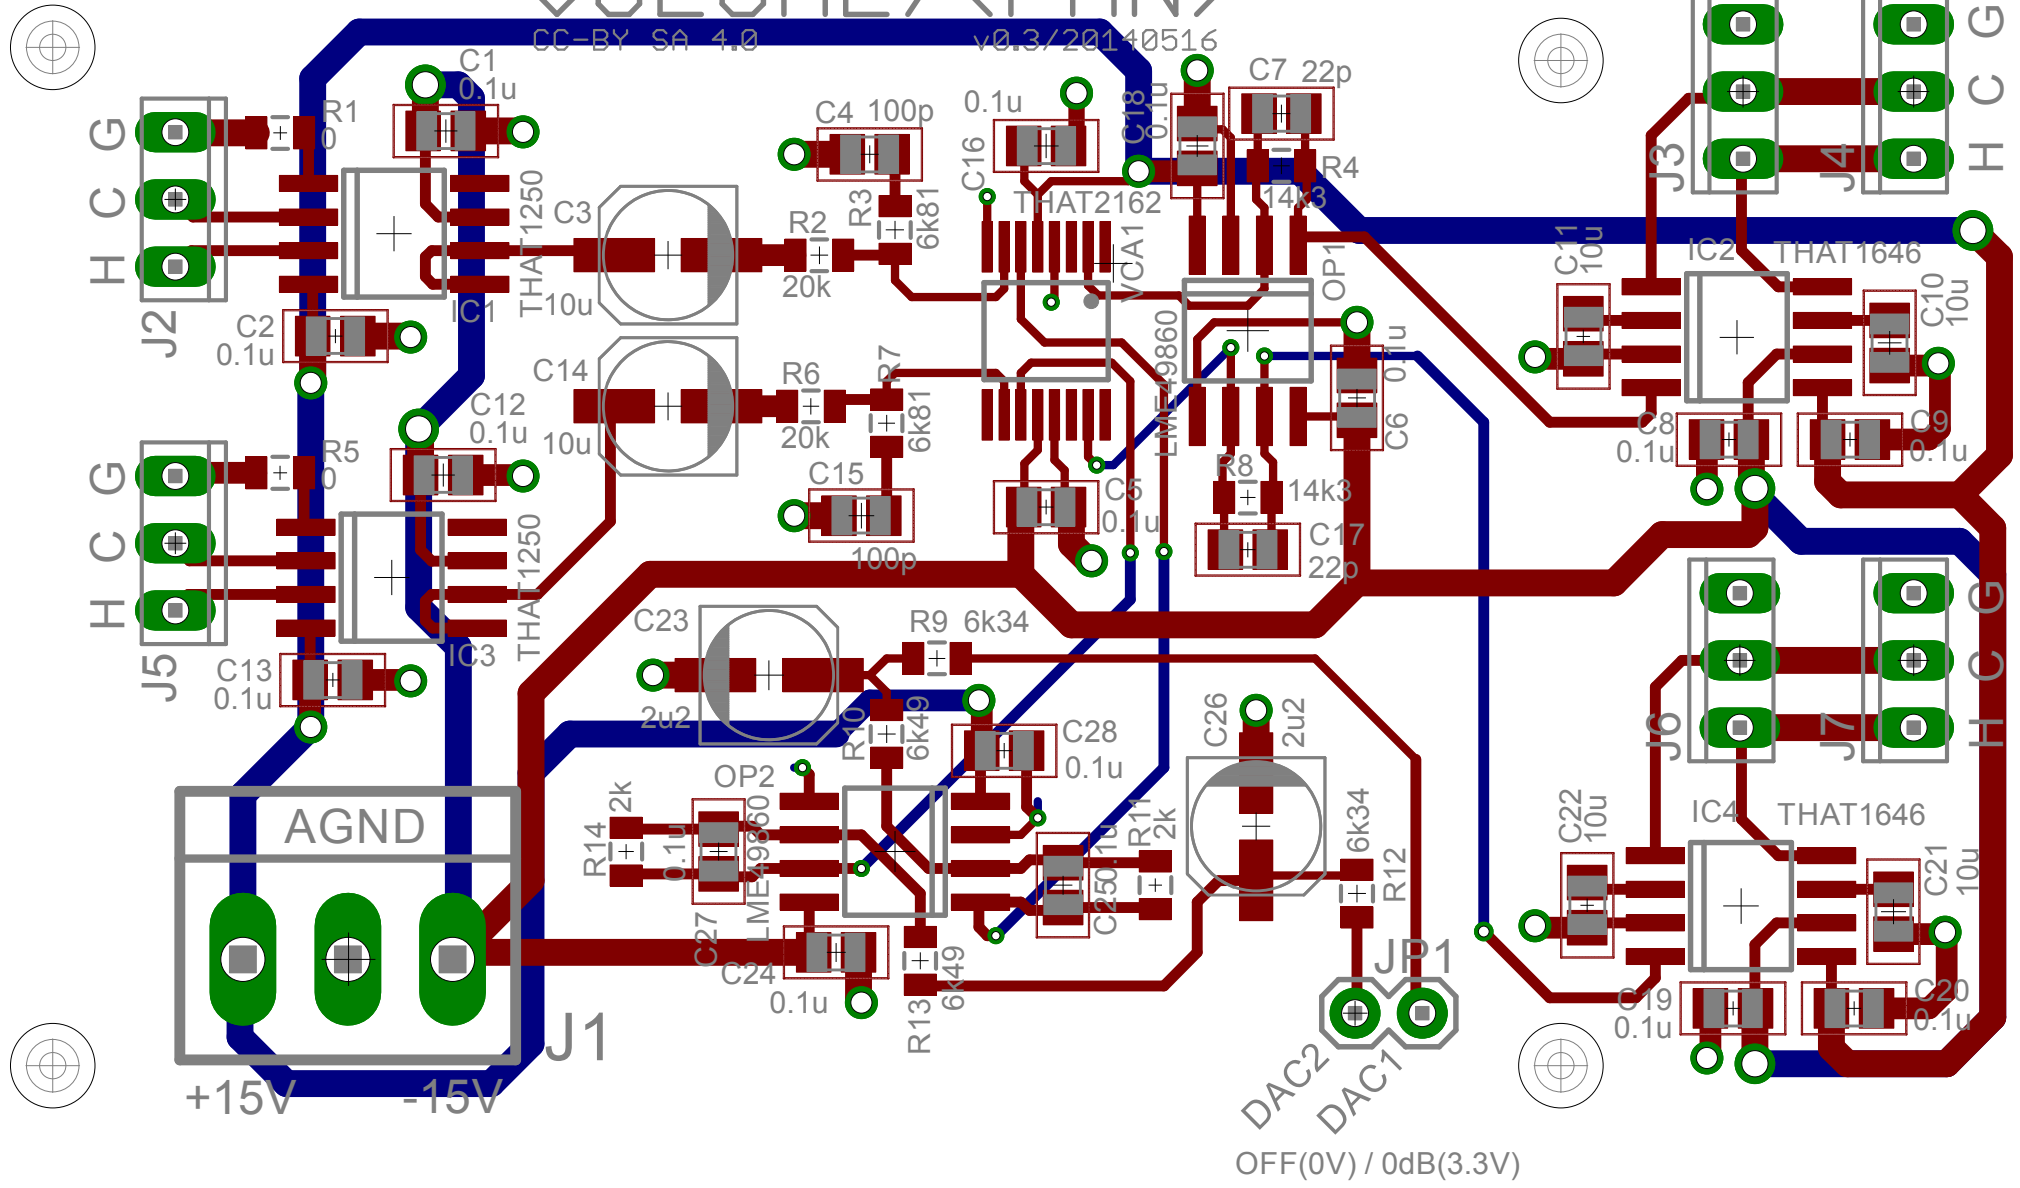 CC-BY SA 4.0
v0.3/20140516
C1
0.1u
G
C
H
J2
R1
0
C2
0.1u
THAT1250
IC1
C3
10u
R2
20k
C4
100p
R3
6k81
0.1u
C16
THAT2162
VCA1
C18
0.1u
C7
22p
R4
14k3
OP1
LME49860
0.1u
C6
J3
J4
G
C
H
C11
10u
IC2
THAT1646
C10
10u
C8
0.1u
C9
0.1u
G
C
H
J5
R5
0
C12
0.1u
C13
0.1u
THAT1250
IC3
C14
10u
R6
20k
R7
6k81
C15
100p
C5
0.1u
R8
14k3
C17
22p
C23
2u2
R9
6k34
R10
6k49
C28
0.1u
OP2
LME49860
R14
2k
0.1u
C27
C24
0.1u
R13
6k49
C25
0.1u
R11
2k
C26
2u2
6k34
R12
JP1
DAC2
DAC1
OFF(0V) / 0dB(3.3V)
J6
J7
G
C
H
C22
10u
IC4
THAT1646
C21
10u
C19
0.1u
C20
0.1u
AGND
J1
+15V
-15V